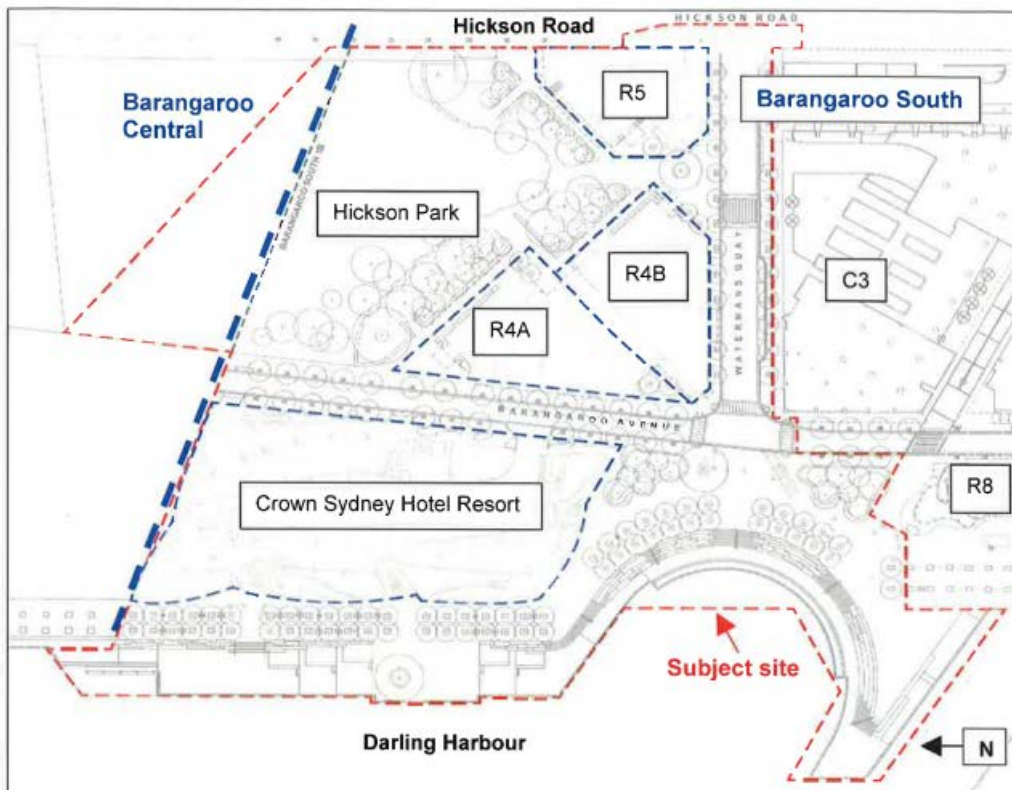 Hickson Road
HICKSON ROAD
R5
Barangaroo
Central
Barangaroo South
BARANGAROO SOUTH 1B
Hickson Park
R4B
C3
R4A
WATERMANS QUAY
BARANGAROO AVENUE
Crown Sydney Hotel Resort
R8
Subject site
Darling Harbour
N